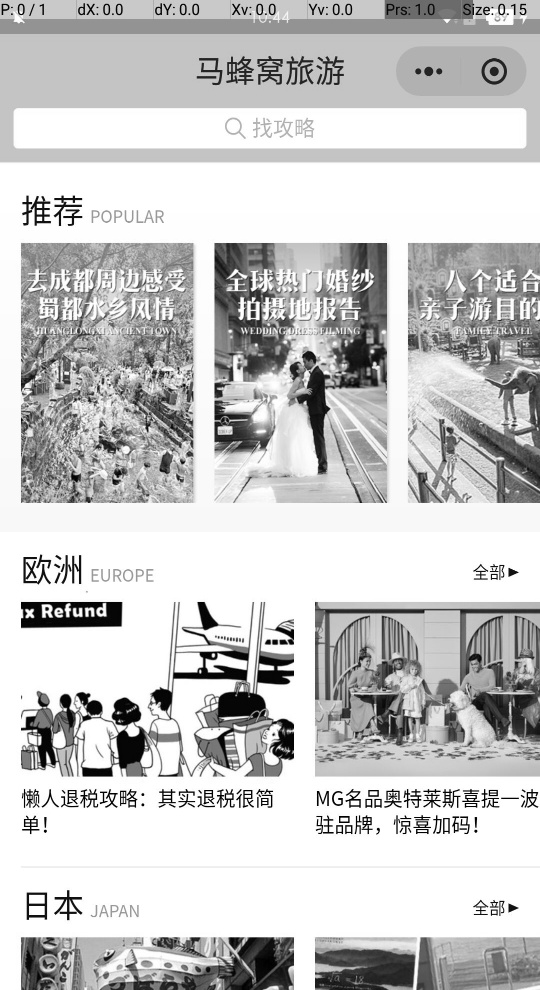 P: 0 / 1 dX: 0.0 dY: 0.0 Xv: 0.0 Yv: 0.0 Prs: 1.0 Size: 0.15
10:44
马蜂窝旅游
找攻略
推荐 POPULAR
去成都周边感受
蜀都水乡风情
HUANGLONGXI ANCIENT TOWN
全球热门婚纱
拍摄地报告
WEDDING DRESS FILMING
八个适合
亲子游目的
FAMILY TRAVEL
欧洲 EUROPE 全部▶
ax Refund
懒人退税攻略：其实退税很简
单！
MG名品奥特莱斯喜提一波
驻品牌，惊喜加码！
日本 JAPAN 全部▶